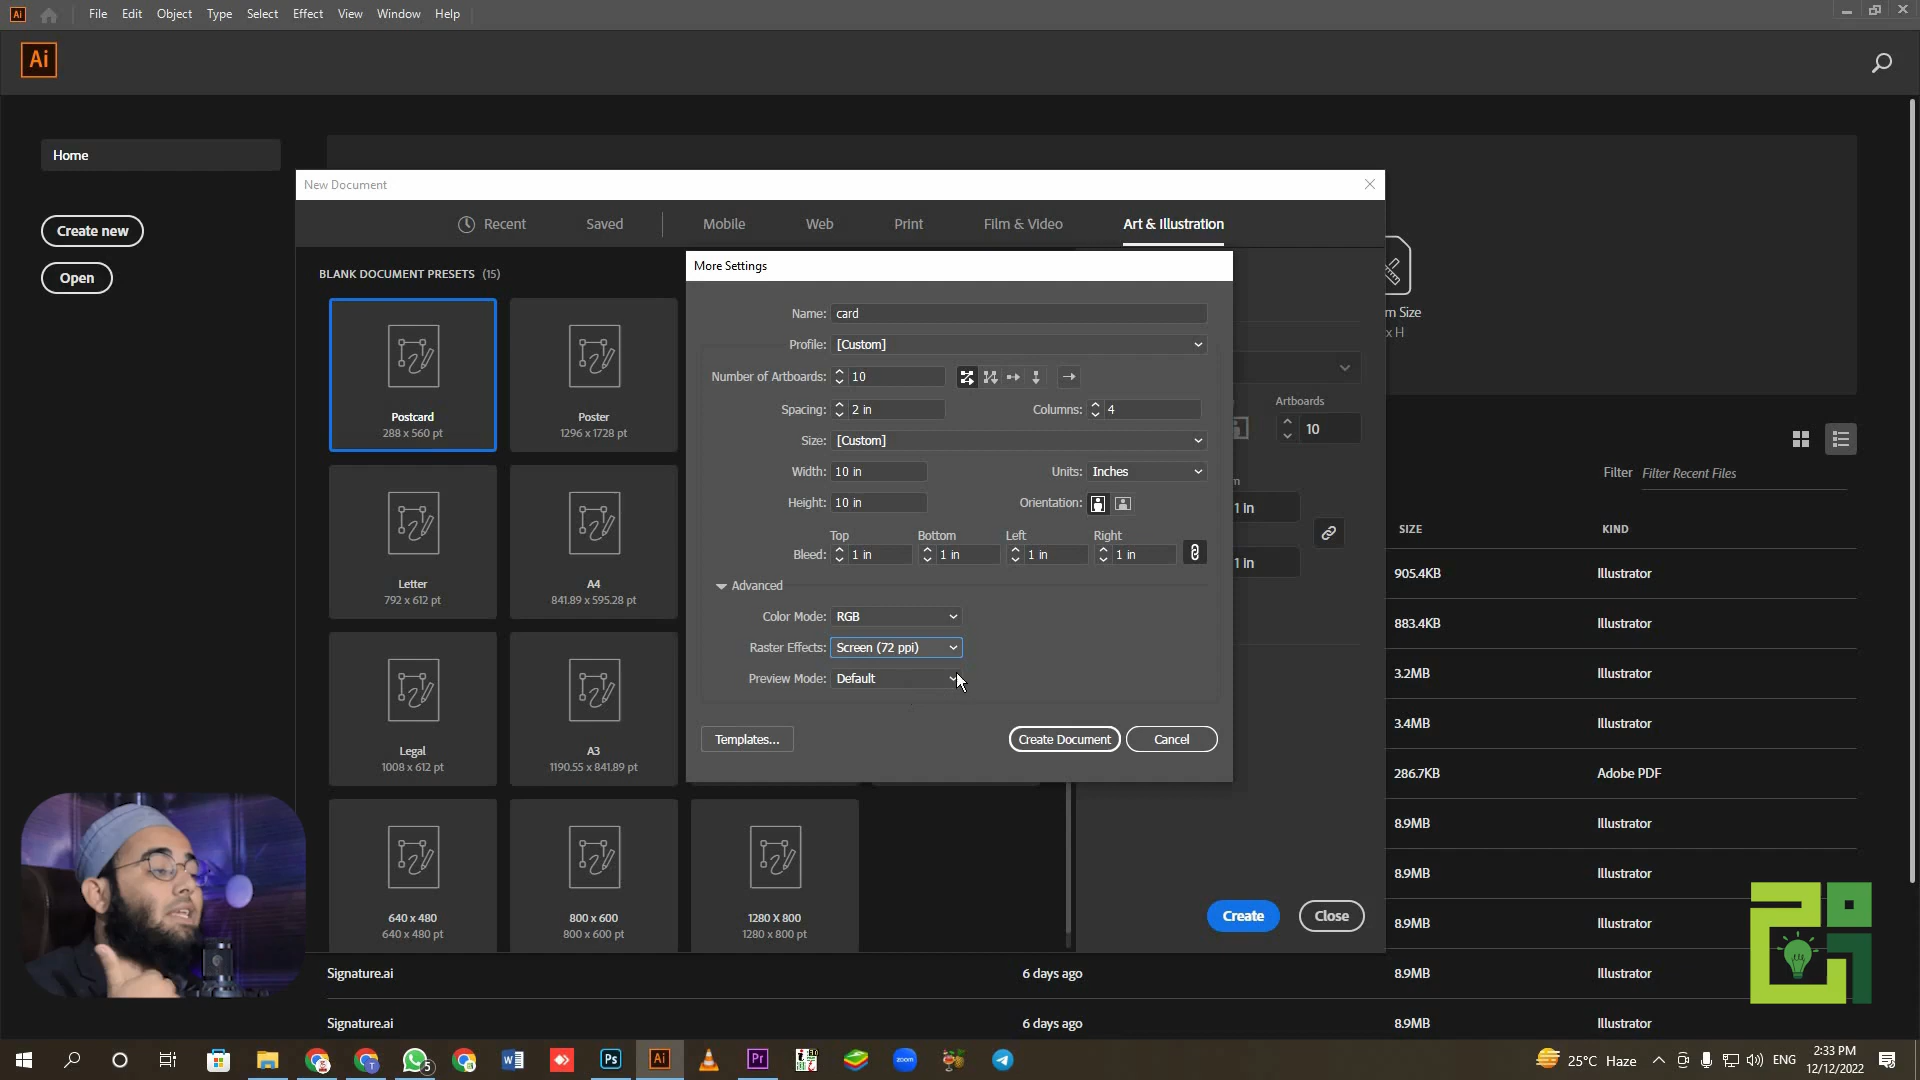 Ai
File Edit Object Type Select Effect View Window Help
Ai
Home
Create new
Open
New Document
Recent Saved Mobile Web Print Film & Video Art & Illustration
BLANK DOCUMENT PRESETS (15)
Postcard
288 x 560 pt
Poster
1296 x 1728 pt
Letter
792 x 612 pt
A4
841.89 x 595.28 pt
Legal
1008 x 612 pt
A3
1190.55 x 841.89 pt
640 x 480
640 x 480 pt
800 x 600
800 x 600 pt
1280 X 800
1280 x 800 pt
More Settings
Name: card
Profile: [Custom]
Number of Artboards: 10
Spacing: 2 in Columns: 4
Size: [Custom]
Width: 10 in Units: Inches
Height: 10 in Orientation:
Top Bottom Left Right
Bleed: 1 in 1 in 1 in 1 in
Advanced
Color Mode: RGB
Raster Effects: Screen (72 ppi)
Preview Mode: Default
Templates... Create Document Cancel
Artboards
10
1 in
1 in
Create Close
m Size
x H
Filter Filter Recent Files
SIZE KIND
905.4KB Illustrator
883.4KB Illustrator
3.2MB Illustrator
3.4MB Illustrator
286.7KB Adobe PDF
8.9MB Illustrator
8.9MB Illustrator
8.9MB Illustrator
Signature.ai 6 days ago 8.9MB Illustrator
Signature.ai 6 days ago 8.9MB Illustrator
5
Ps
Ai
Pr
zoom
25°C Haze
ENG
2:33 PM
12/12/2022